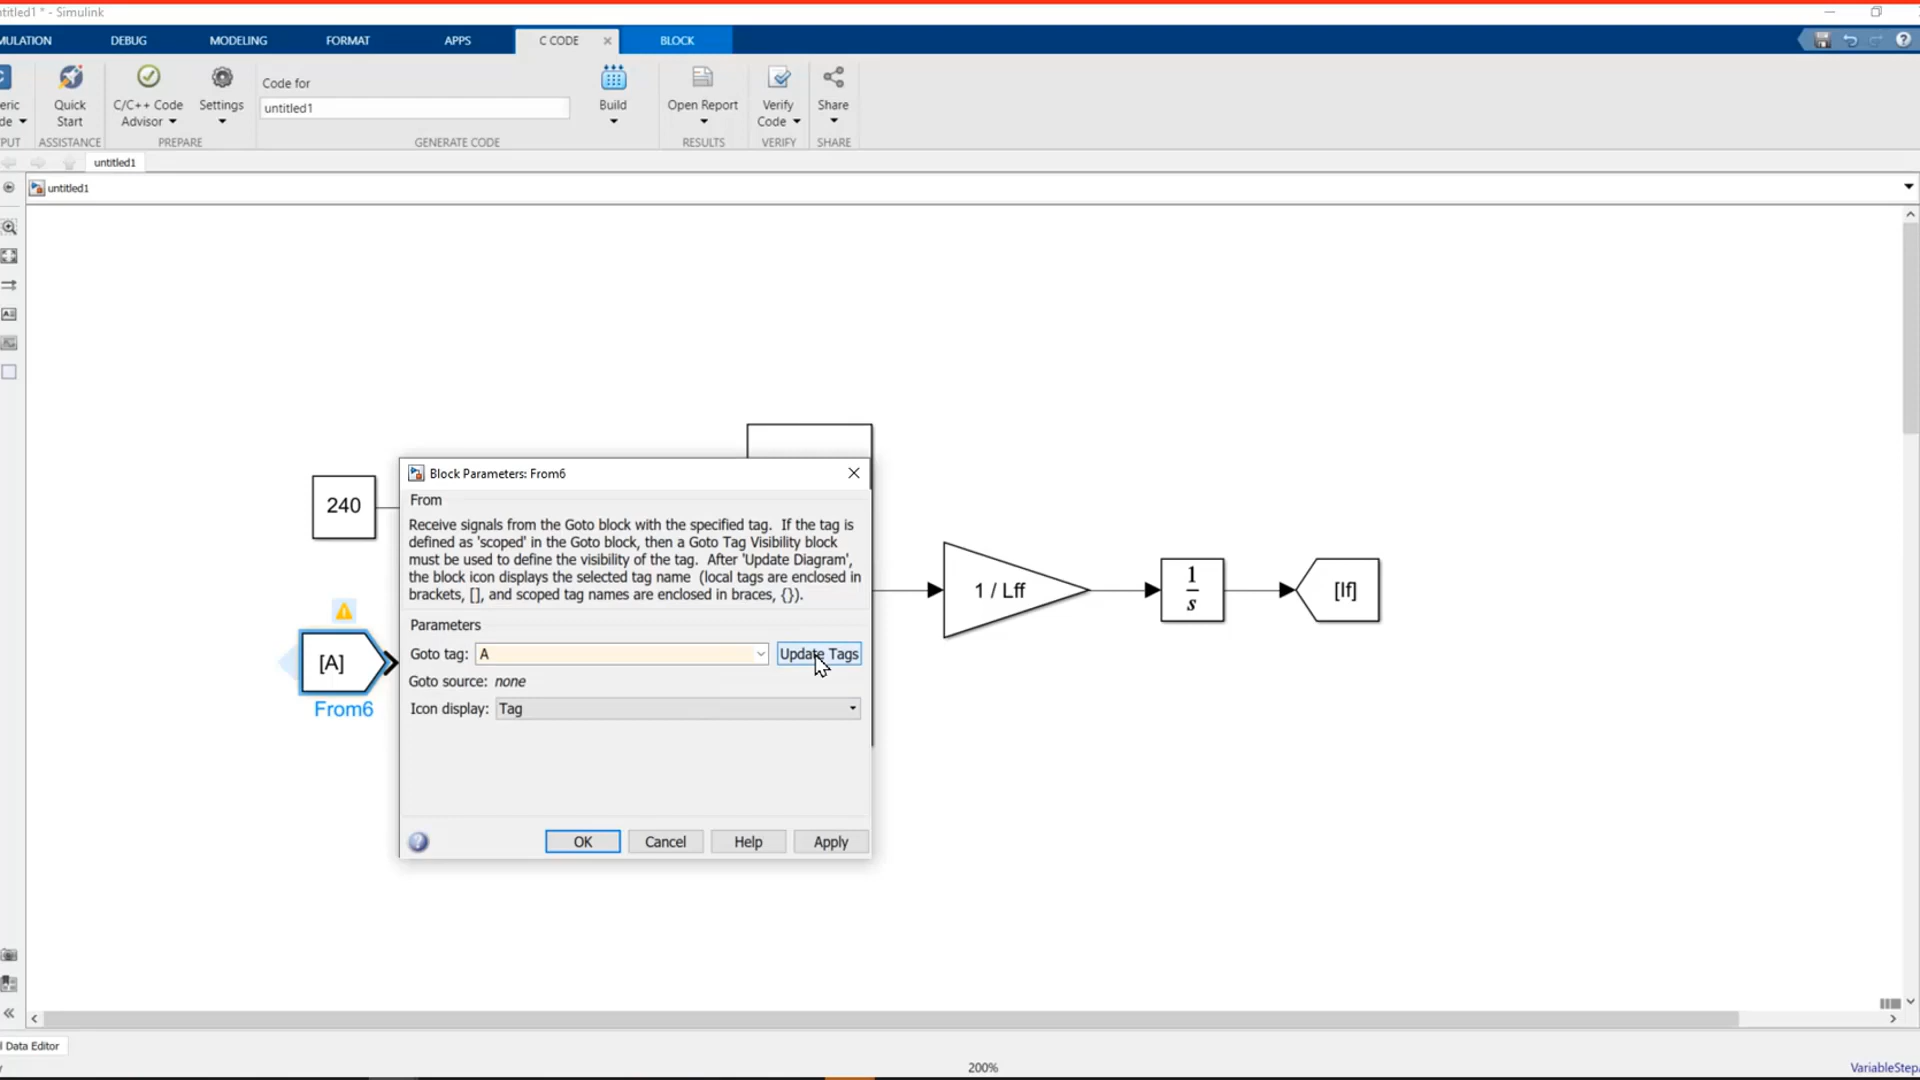 ntitled1 * - Simulink
MULATION
DEBUG
MODELING
FORMAT
APPS
C CODE
BLOCK
eric
de
Quick
Start
C/C++ Code
Advisor
Settings
Code for
untitled1
Build
Open Report
Verify
Code
Share
PUT
ASSISTANCE
PREPARE
GENERATE CODE
RESULTS
VERIFY
SHARE
untitled1
untitled1
240
[A]
From6
Block Parameters: From6
From
Receive signals from the Goto block with the specified tag. If the tag is
defined as 'scoped' in the Goto block, then a Goto Tag Visibility block
must be used to define the visibility of the tag. After 'Update Diagram',
the block icon displays the selected tag name (local tags are enclosed in
brackets, [], and scoped tag names are enclosed in braces, {}).
Parameters
Goto tag: A
Update Tags
Goto source: none
Icon display: Tag
OK
Cancel
Help
Apply
1 / Lff
1
s
[If]
l Data Editor
200%
VariableStep